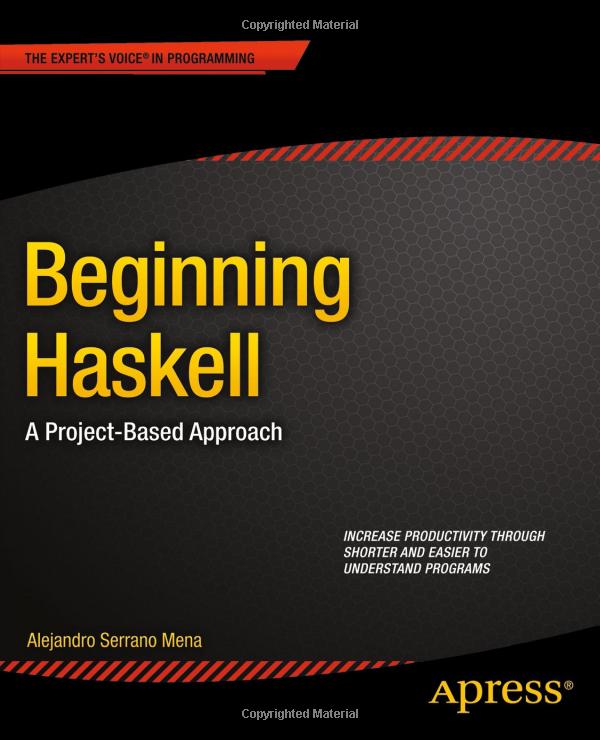 Copyrighted Material
THE EXPERT'S VOICE® IN PROGRAMMING
Beginning
Haskell
A Project-Based Approach
INCREASE PRODUCTIVITY THROUGH
SHORTER AND EASIER TO
UNDERSTAND PROGRAMS
Alejandro Serrano Mena
Apress®
Copyrighted Material